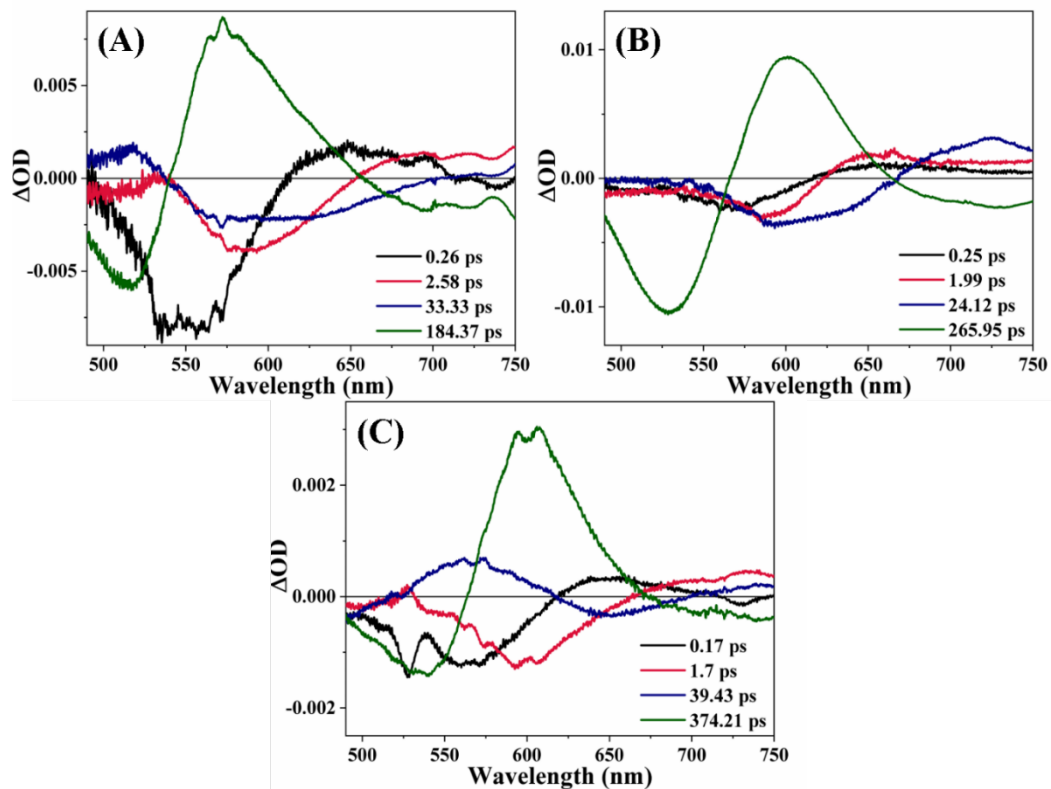 (A)
0.005
0.000
-0.005
ΔOD
500 550 600 650 700 750
Wavelength (nm)
0.26 ps
2.58 ps
33.33 ps
184.37 ps
(B)
0.01
0.00
-0.01
ΔOD
500 550 600 650 700 750
Wavelength (nm)
0.25 ps
1.99 ps
24.12 ps
265.95 ps
(C)
0.002
0.000
-0.002
ΔOD
500 550 600 650 700 750
Wavelength (nm)
0.17 ps
1.7 ps
39.43 ps
374.21 ps